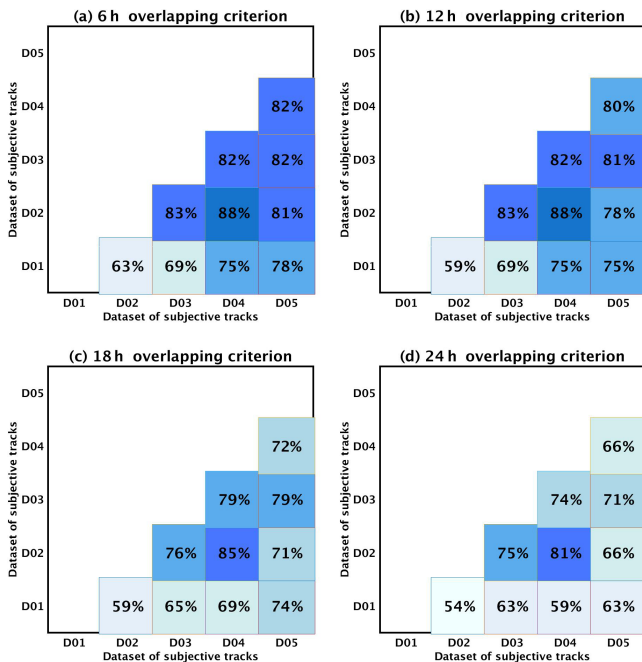 (a) 6 h overlapping criterion
D05
D04
D03
D02
D01
82%
82% 82%
83% 88% 81%
63% 69% 75% 78%
D01 D02 D03 D04 D05
Dataset of subjective tracks
Dataset of subjective tracks
(b) 12 h overlapping criterion
D05
D04
D03
D02
D01
80%
82% 81%
83% 88% 78%
59% 69% 75% 75%
D01 D02 D03 D04 D05
Dataset of subjective tracks
Dataset of subjective tracks
(c) 18 h overlapping criterion
D05
D04
D03
D02
D01
72%
79% 79%
76% 85% 71%
59% 65% 69% 74%
D01 D02 D03 D04 D05
Dataset of subjective tracks
Dataset of subjective tracks
(d) 24 h overlapping criterion
D05
D04
D03
D02
D01
66%
74% 71%
75% 81% 66%
54% 63% 59% 63%
D01 D02 D03 D04 D05
Dataset of subjective tracks
Dataset of subjective tracks